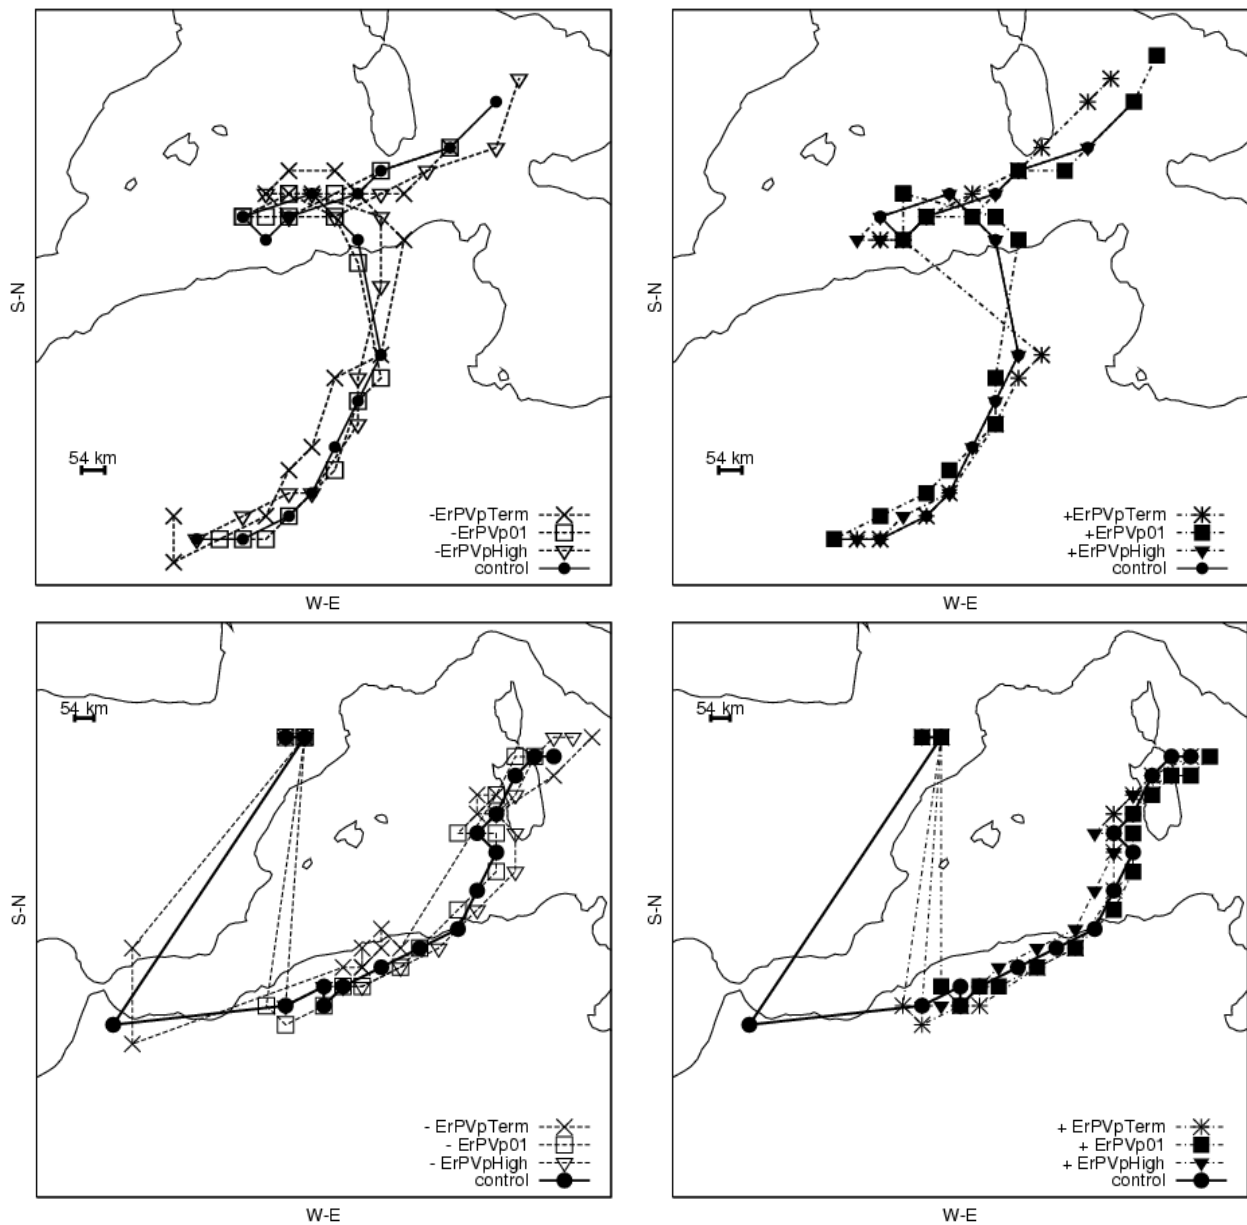 S-N
54 km
-ErPVpTerm
-ErPVp01
-ErPVpHigh
control
W-E
S-N
54 km
+ErPVpTerm
+ErPVp01
+ErPVpHigh
control
W-E
S-N
54 km
- ErPVpTerm
- ErPVp01
- ErPVpHigh
control
W-E
S-N
54 km
+ ErPVpTerm
+ ErPVp01
+ ErPVpHigh
control
W-E